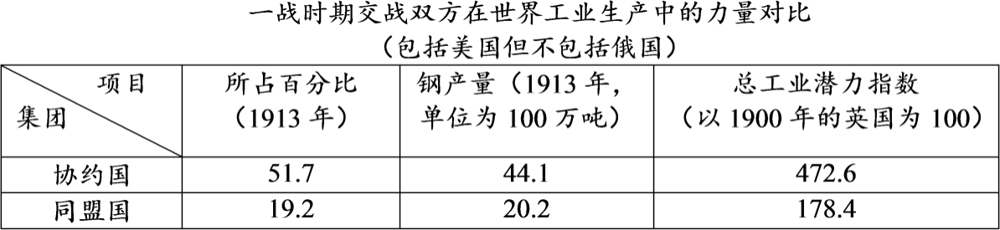 一战时期交战双方在世界工业生产中的力量对比
（包括美国但不包括俄国）
项目 所占百分比 钢产量（1913 年， 总工业潜力指数
集团 （1913 年） 单位为 100 万吨） （以 1900 年的英国为 100）
协约国 51.7 44.1 472.6
同盟国 19.2 20.2 178.4